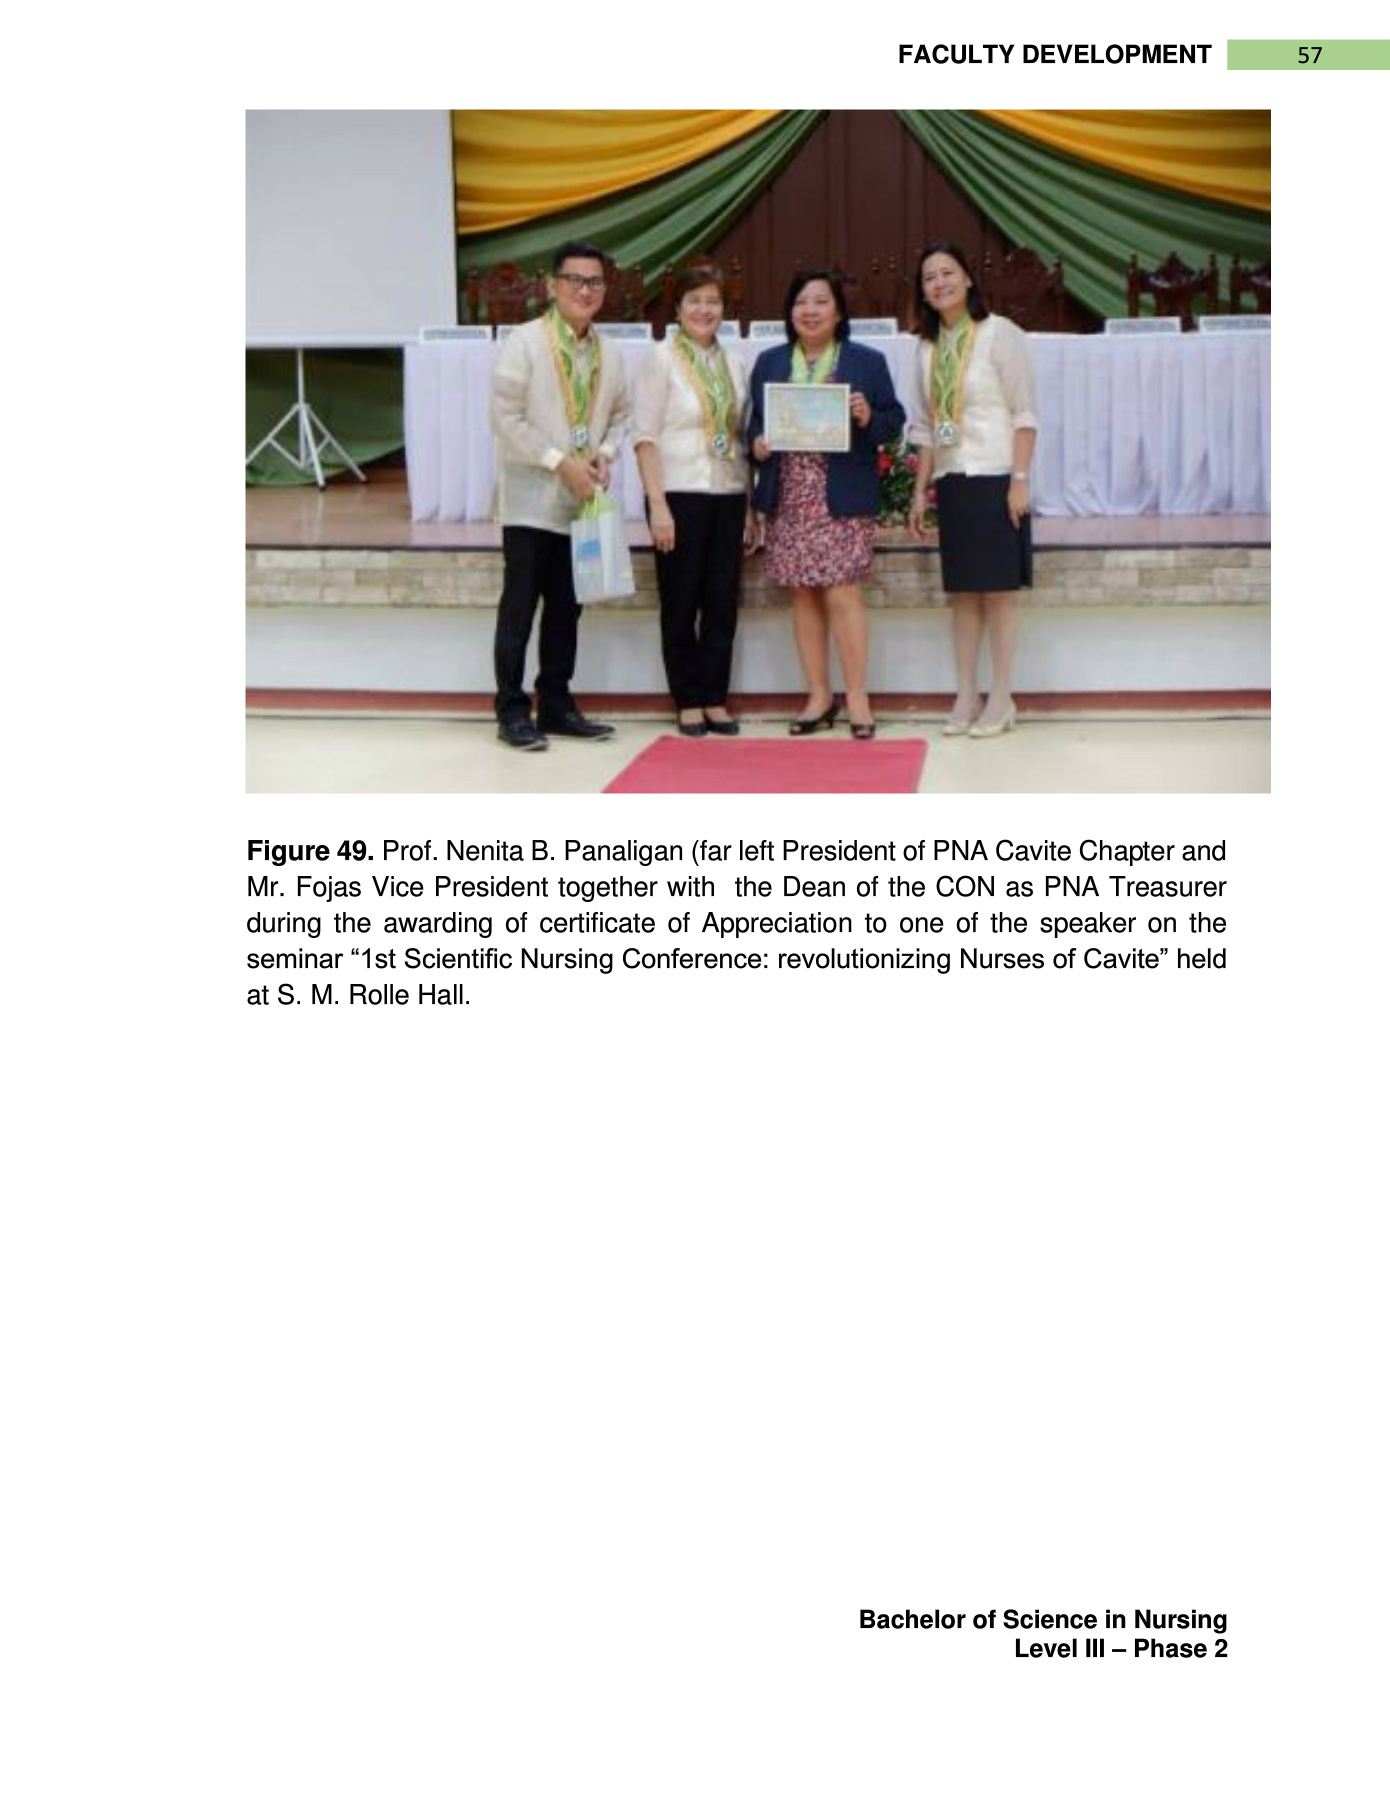 FACULTY DEVELOPMENT 57
Figure 49. Prof. Nenita B. Panaligan (far left President of PNA Cavite Chapter and
Mr. Fojas Vice President together with the Dean of the CON as PNA Treasurer
during the awarding of certificate of Appreciation to one of the speaker on the
seminar “1st Scientific Nursing Conference: revolutionizing Nurses of Cavite” held
at S. M. Rolle Hall.
Bachelor of Science in Nursing
Level III – Phase 2